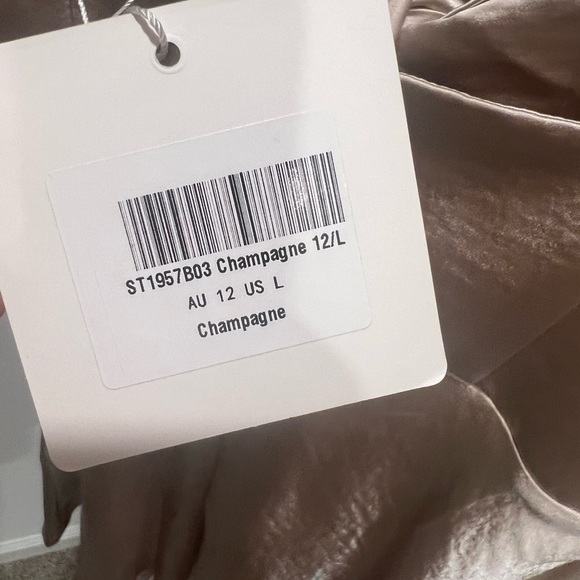 ST1957B03 Champagne 12/L
AU 12 US L
Champagne